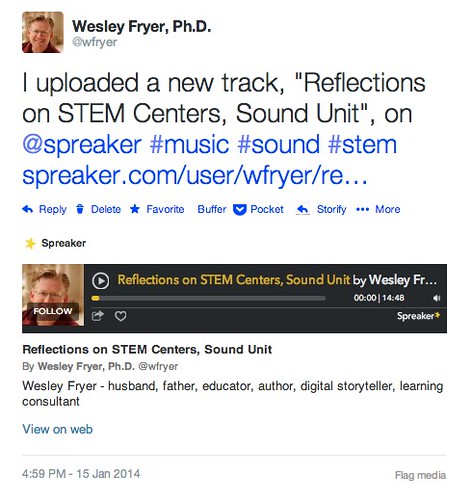 Wesley Fryer, Ph.D.
@wfryer
I uploaded a new track, "Reflections
on STEM Centers, Sound Unit", on
@spreaker #music #sound #stem
spreaker.com/user/wfryer/re…
Reply Delete Favorite Buffer Pocket Storify More
Spreaker
Reflections on STEM Centers, Sound Unit by Wesley Fr...
FOLLOW
00:00 | 14:48
Spreaker
Reflections on STEM Centers, Sound Unit
By Wesley Fryer, Ph.D. @wfryer
Wesley Fryer - husband, father, educator, author, digital storyteller, learning
consultant
View on web
4:59 PM - 15 Jan 2014
Flag media